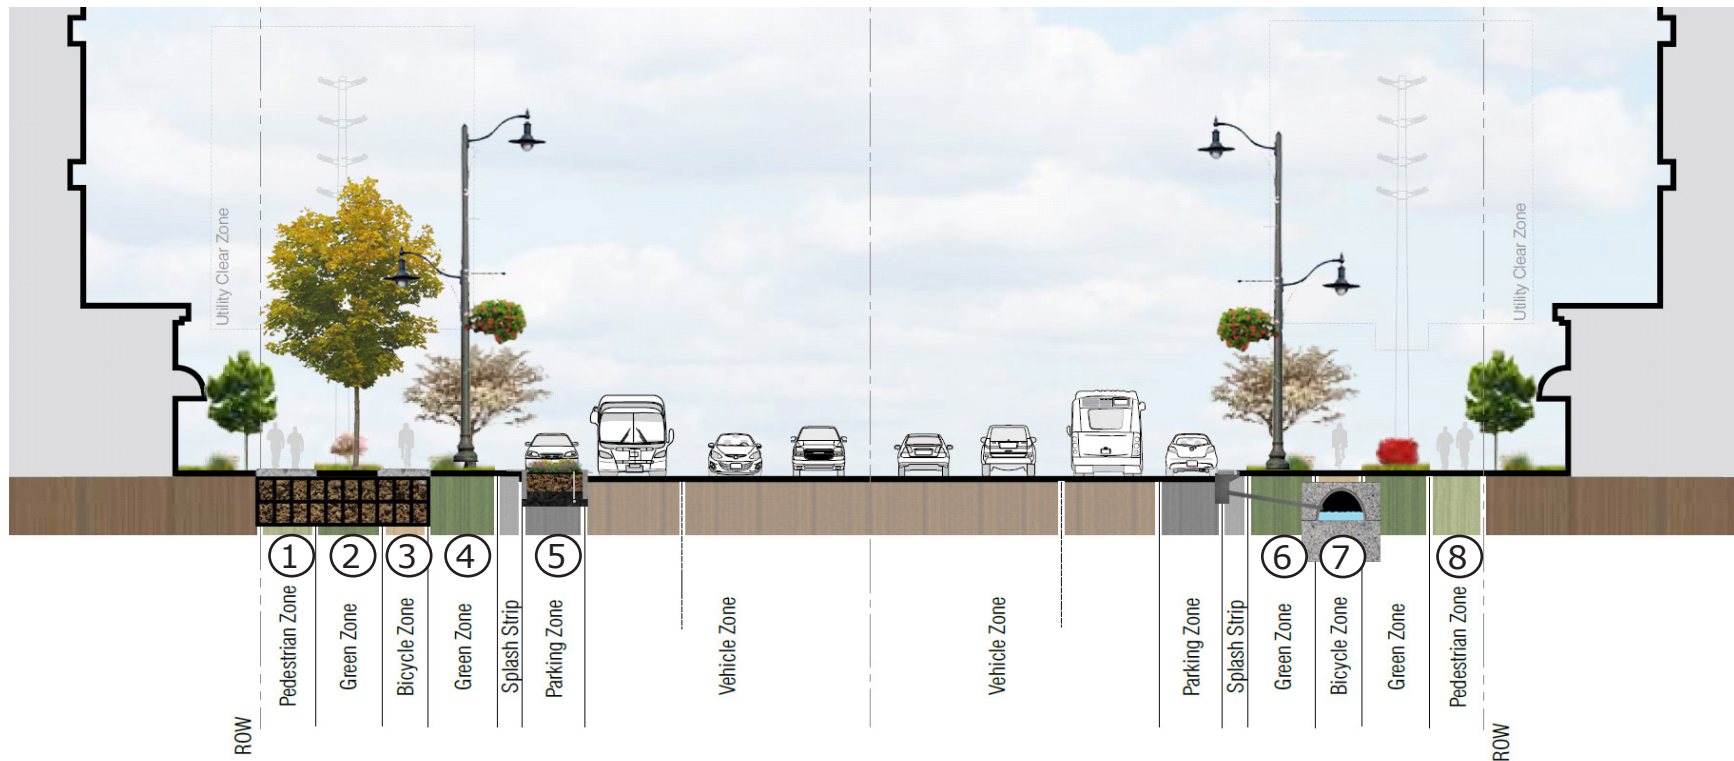 Utility Clear Zone
Utility Clear Zone
1
2
3
4
5
6
7
8
Pedestrian Zone
Green Zone
Bicycle Zone
Green Zone
Splash Strip
Parking Zone
Vehicle Zone
Vehicle Zone
Parking Zone
Splash Strip
Green Zone
Bicycle Zone
Green Zone
Pedestrian Zone
ROW
ROW